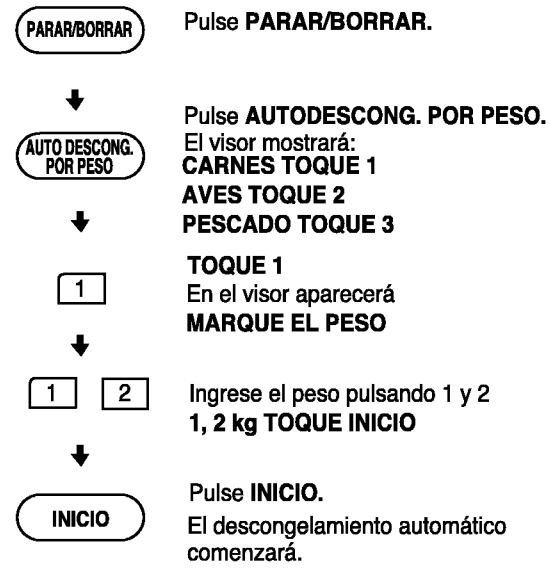 PARAR/BORRAR
Pulse PARAR/BORRAR.
AUTO DESCONG.
POR PESO
Pulse AUTODESCONG. POR PESO.
El visor mostrará:
CARNES TOQUE 1
AVES TOQUE 2
PESCADO TOQUE 3
1
TOQUE 1
En el visor aparecerá
MARQUE EL PESO
1 2
Ingrese el peso pulsando 1 y 2
1, 2 kg TOQUE INICIO
INICIO
Pulse INICIO.
El descongelamiento automático
comenzará.